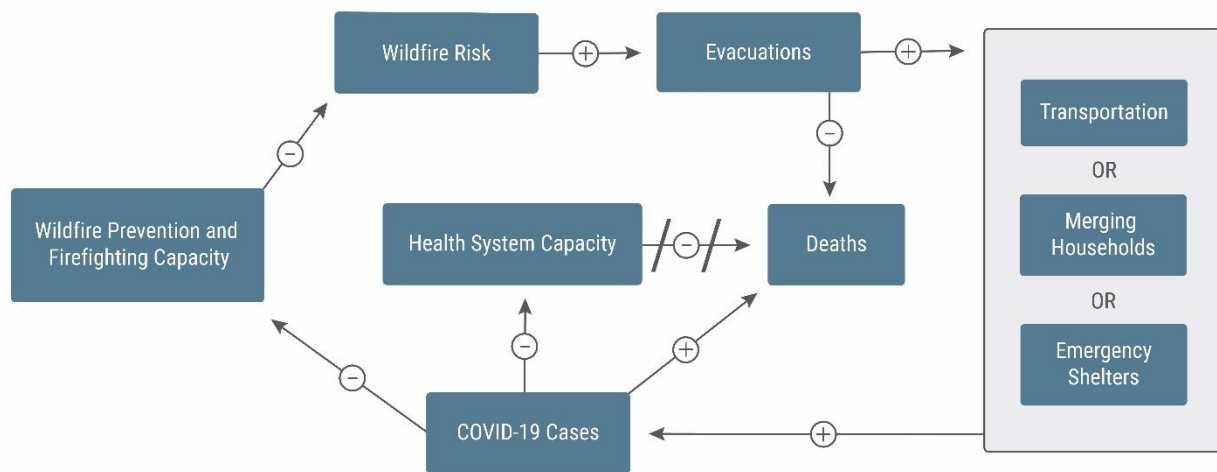 Wildfire Risk
+
Evacuations
+
Transportation
−
−
OR
Wildfire Prevention and
Firefighting Capacity
Health System Capacity
−
Deaths
Merging
Households
OR
−
+
Emergency
Shelters
−
COVID-19 Cases
+